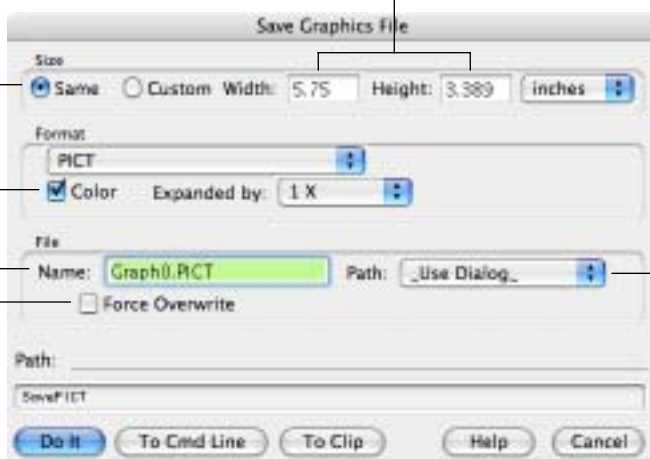 Save Graphics File
Size
Same Custom Width: 5.75 Height: 3.389 inches
Format
PICT
Color Expanded by: 1 X
File
Name: Graph0.PICT Path: _Use Dialog_
Force Overwrite
Path:
SavePICT
Do It To Cmd Line To Clip Help Cancel